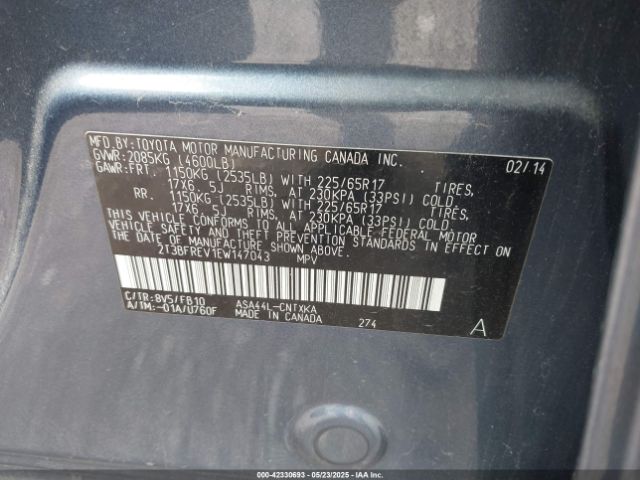 MFD.BY:TOYOTA MOTOR MANUFACTURING CANADA INC. 02/14
GVWR:2085KG (4600LB)
GAWR:FRT. 1150KG (2535LB) WITH 225/65R17 TIRES,
17X6. 5J RIMS, AT 230KPA (33PSI) COLD
RR. 1150KG (2535LB) WITH 225/65R17 TIRES,
17X6. 5J RIMS, AT 230KPA (33PSI) COLD.
THIS VEHICLE CONFORMS TO ALL APPLICABLE FEDERAL MOTOR
VEHICLE SAFETY AND THEFT PREVENTION STANDARDS IN EFFECT ON
THE DATE OF MANUFACTURE SHOWN ABOVE.
2T3BFREV1EW147043 MPV
C/TR:8V5/FB10 ASA44L-CNTXKA
A/TM:-01A/U760F MADE IN CANADA 274 A
000-42330693 - 05/23/2025 - COPYRIGHT IAA, LLC.